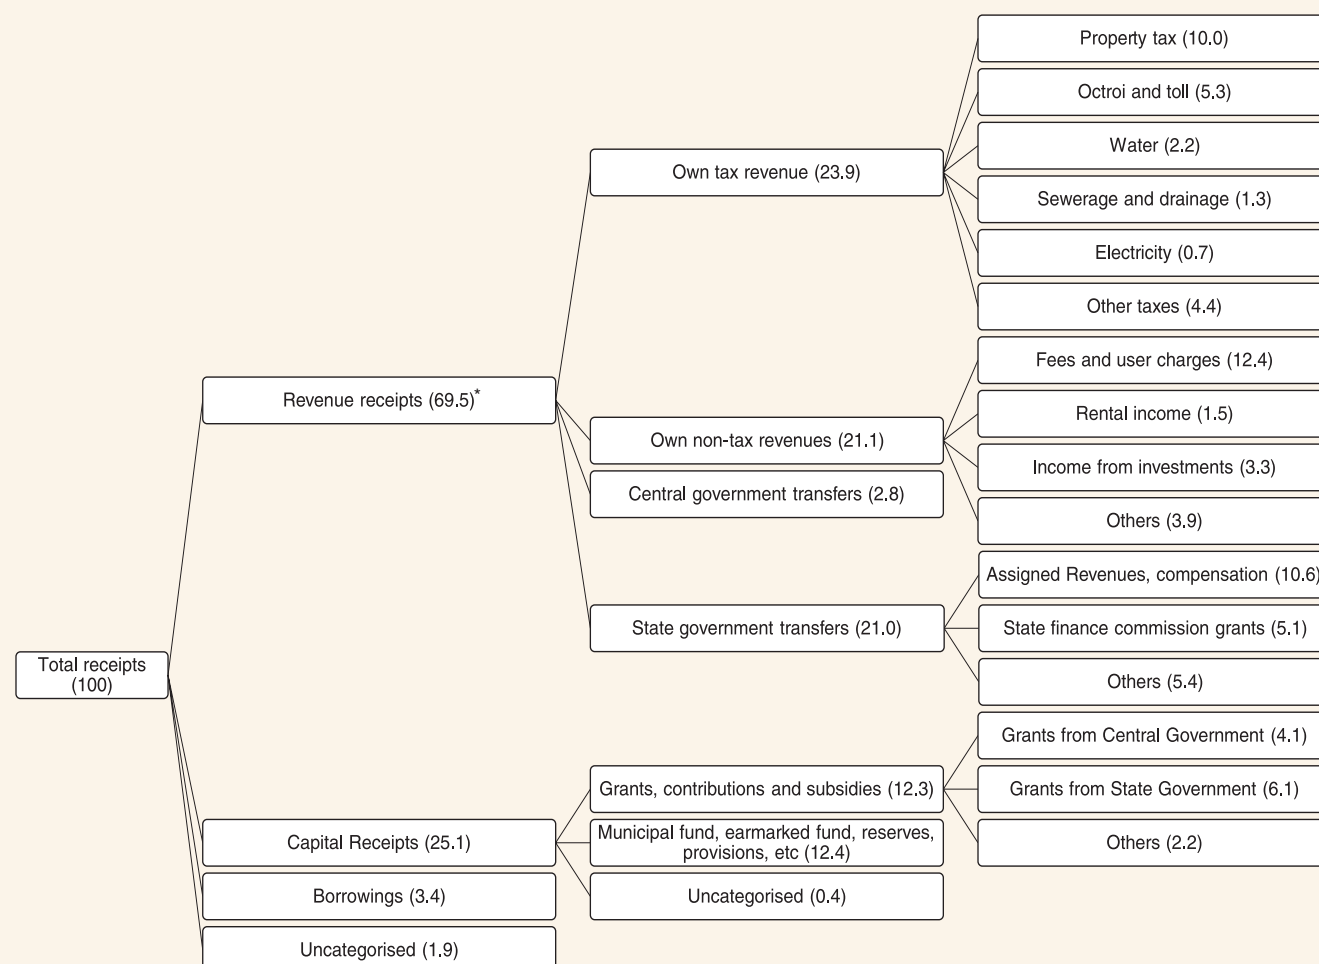 Total receipts
(100)
Revenue receipts (69.5)*
Capital Receipts (25.1)
Borrowings (3.4)
Uncategorised (1.9)
Own tax revenue (23.9)
Own non-tax revenues (21.1)
Central government transfers (2.8)
State government transfers (21.0)
Grants, contributions and subsidies (12.3)
Municipal fund, earmarked fund, reserves,
provisions, etc (12.4)
Uncategorised (0.4)
Property tax (10.0)
Octroi and toll (5.3)
Water (2.2)
Sewerage and drainage (1.3)
Electricity (0.7)
Other taxes (4.4)
Fees and user charges (12.4)
Rental income (1.5)
Income from investments (3.3)
Others (3.9)
Assigned Revenues, compensation (10.6)
State finance commission grants (5.1)
Others (5.4)
Grants from Central Government (4.1)
Grants from State Government (6.1)
Others (2.2)